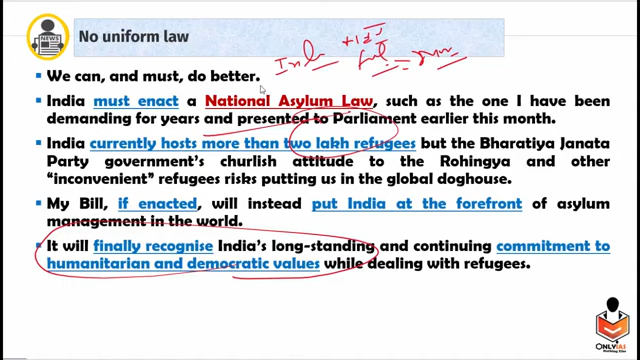 NEWS
No uniform law
We can, and must, do better.
India must enact a National Asylum Law, such as the one I have been
demanding for years and presented to Parliament earlier this month.
India currently hosts more than two lakh refugees but the Bharatiya Janata
Party government's churlish attitude to the Rohingya and other
"inconvenient" refugees risks putting us in the global doghouse.
My Bill, if enacted, will instead put India at the forefront of asylum
management in the world.
It will finally recognise India's long-standing and continuing commitment to
humanitarian and democratic values while dealing with refugees.
ONLYIAS